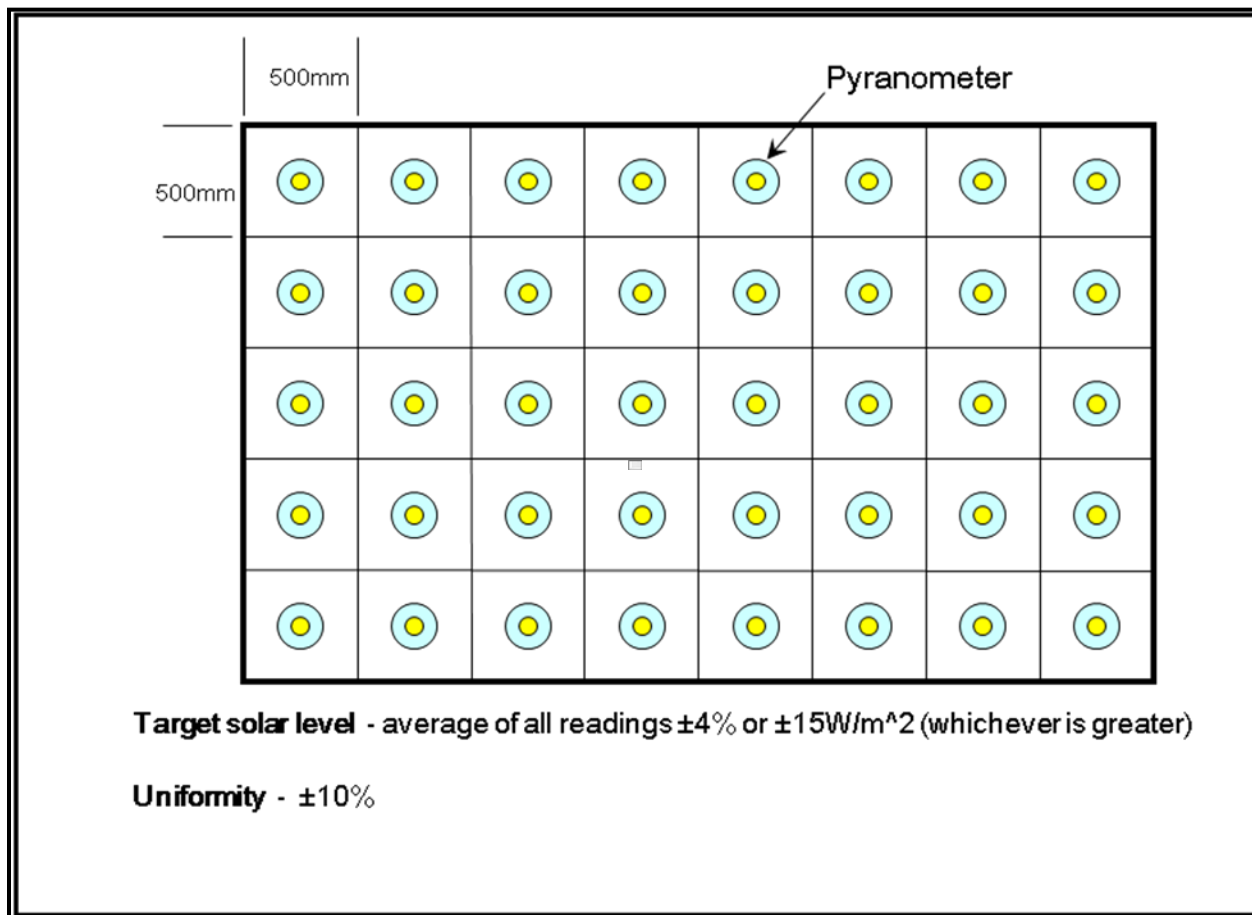 500mm
Pyranometer
500mm
Target solar level - average of all readings ±4% or ±15W/m^2 (whichever is greater)
Uniformity - ±10%